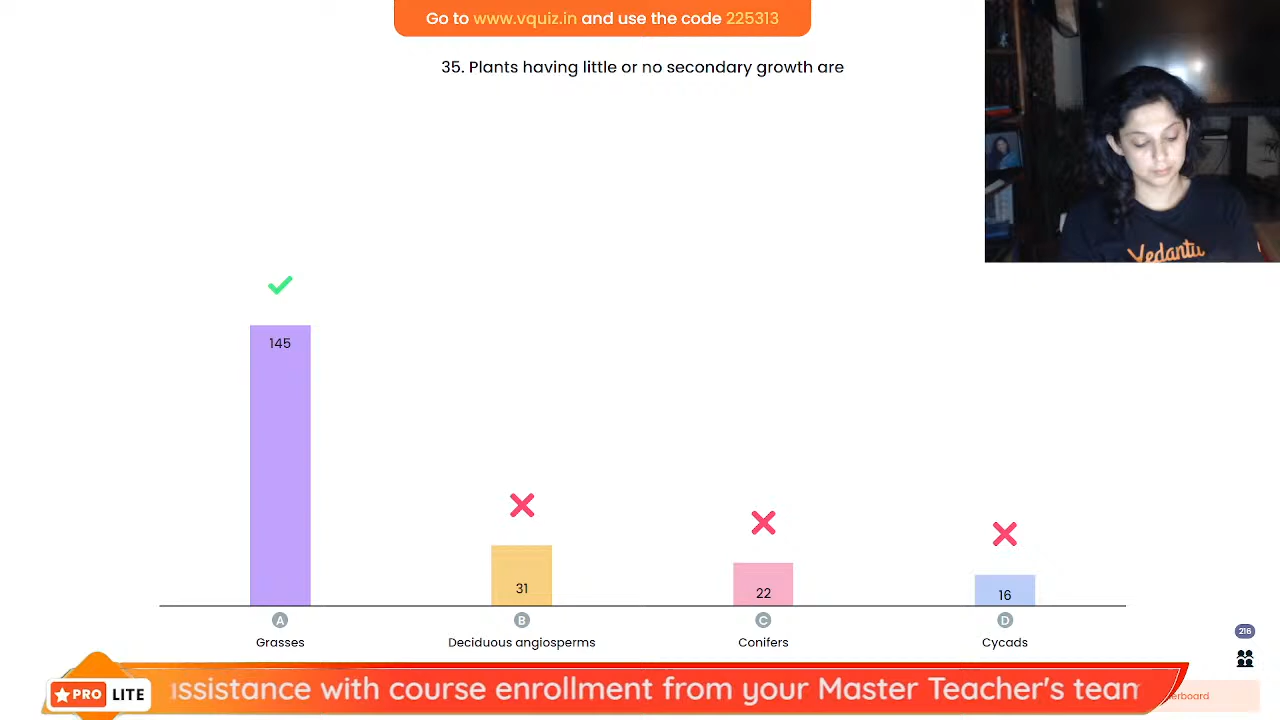 Go to www.vquiz.in and use the code 225313
35. Plants having little or no secondary growth are
Vedantu
145
31
22
16
A
B
C
D
Grasses
Deciduous angiosperms
Conifers
Cycads
216
PRO LITE
assistance with course enrollment from your Master Teacher's team